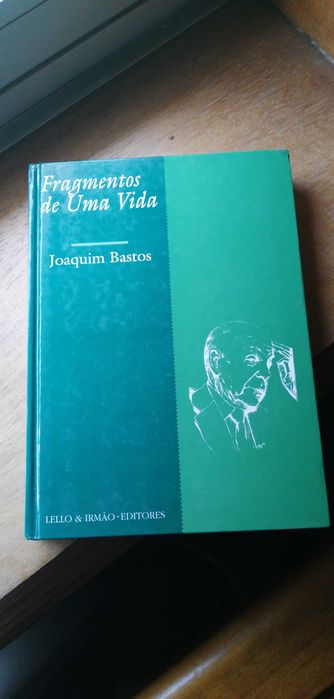 Fragmentos
de Uma Vida
Joaquim Bastos
LELLO & IRMÃO - EDITORES